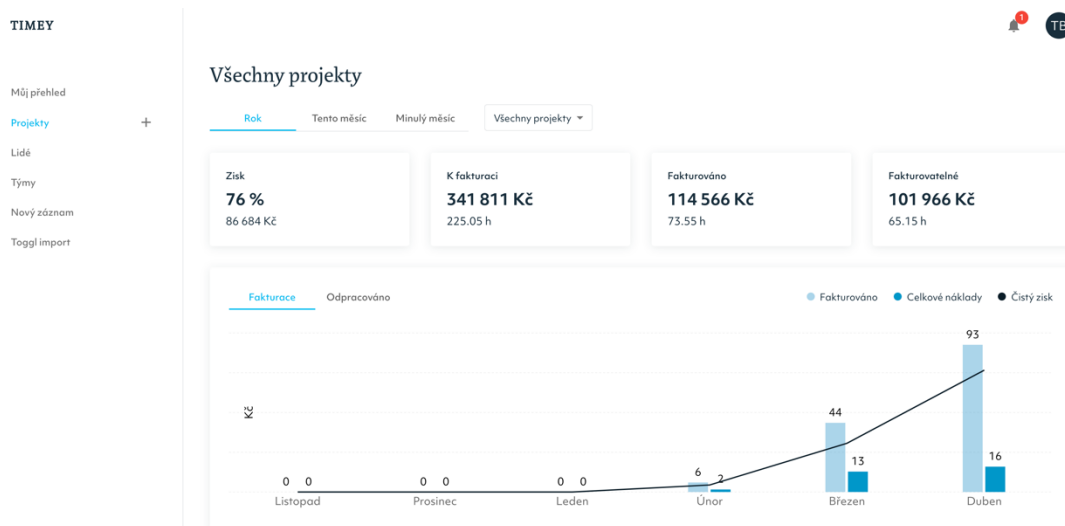 TIMEY
1
TB
Můj přehled
Projekty +
Lidé
Týmy
Nový záznam
Toggl import
Všechny projekty
Rok Tento měsíc Minulý měsíc Všechny projekty
Zisk
76 %
86 684 Kč
K fakturaci
341 811 Kč
225.05 h
Fakturováno
114 566 Kč
73.55 h
Fakturovatelné
101 966 Kč
65.15 h
Fakturace Odpracováno
Fakturováno Celkové náklady Čistý zisk
Kč
0 0 0 0 0 0 6 2 44 13 93 16
Listopad Prosinec Leden Únor Březen Duben